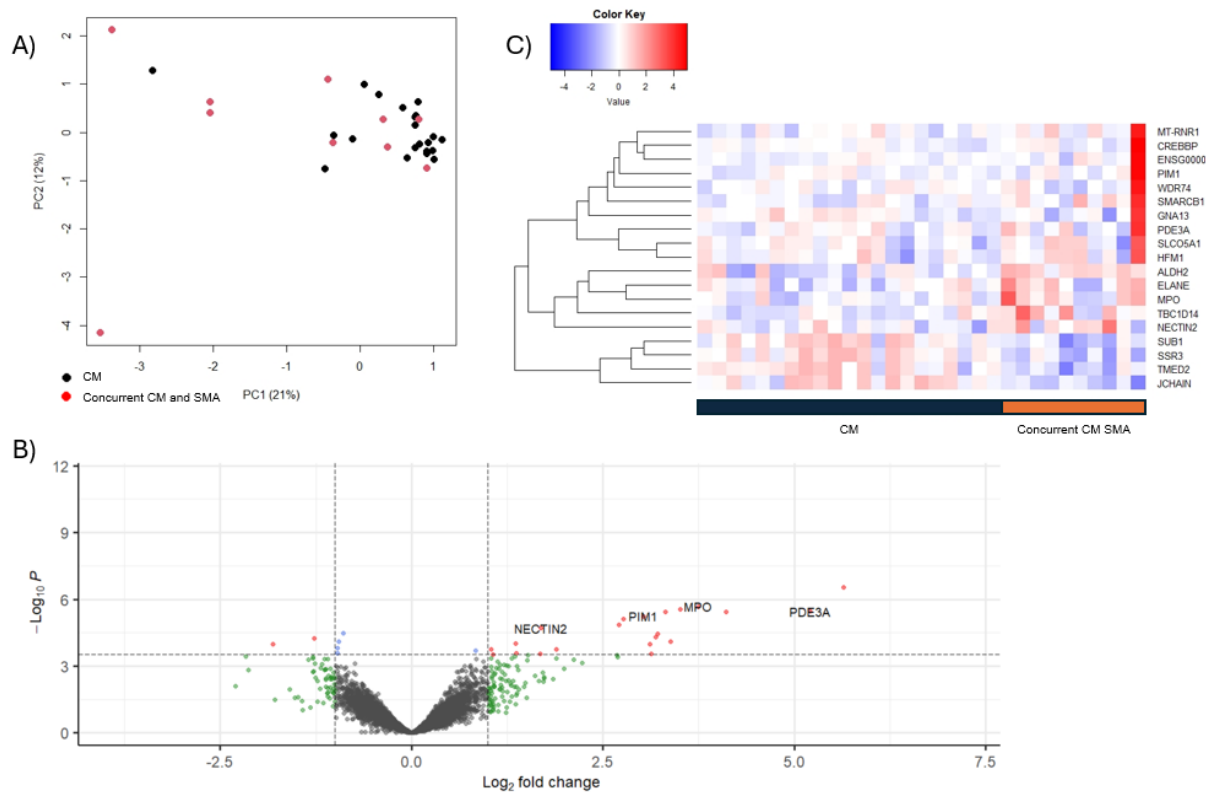 A)
2
1
0
-1
-2
-3
-4
PC2 (12%)
-3
-2
-1
0
1
PC1 (21%)
CM
Concurrent CM and SMA
C)
Color Key
-4
-2
0
2
4
Value
MT-RNR1
CREBBP
ENSG0000
PIM1
WDR74
SMARCB1
GNA13
PDE3A
SLCO5A1
HFM1
ALDH2
ELANE
MPO
TBC1D14
NECTIN2
SUB1
SSR3
TMED2
JCHAIN
CM
Concurrent CM SMA
B)
12
9
6
3
0
−Log10 P
NECTIN2
PIM1
MPO
PDE3A
-2.5
0.0
2.5
5.0
7.5
Log2 fold change